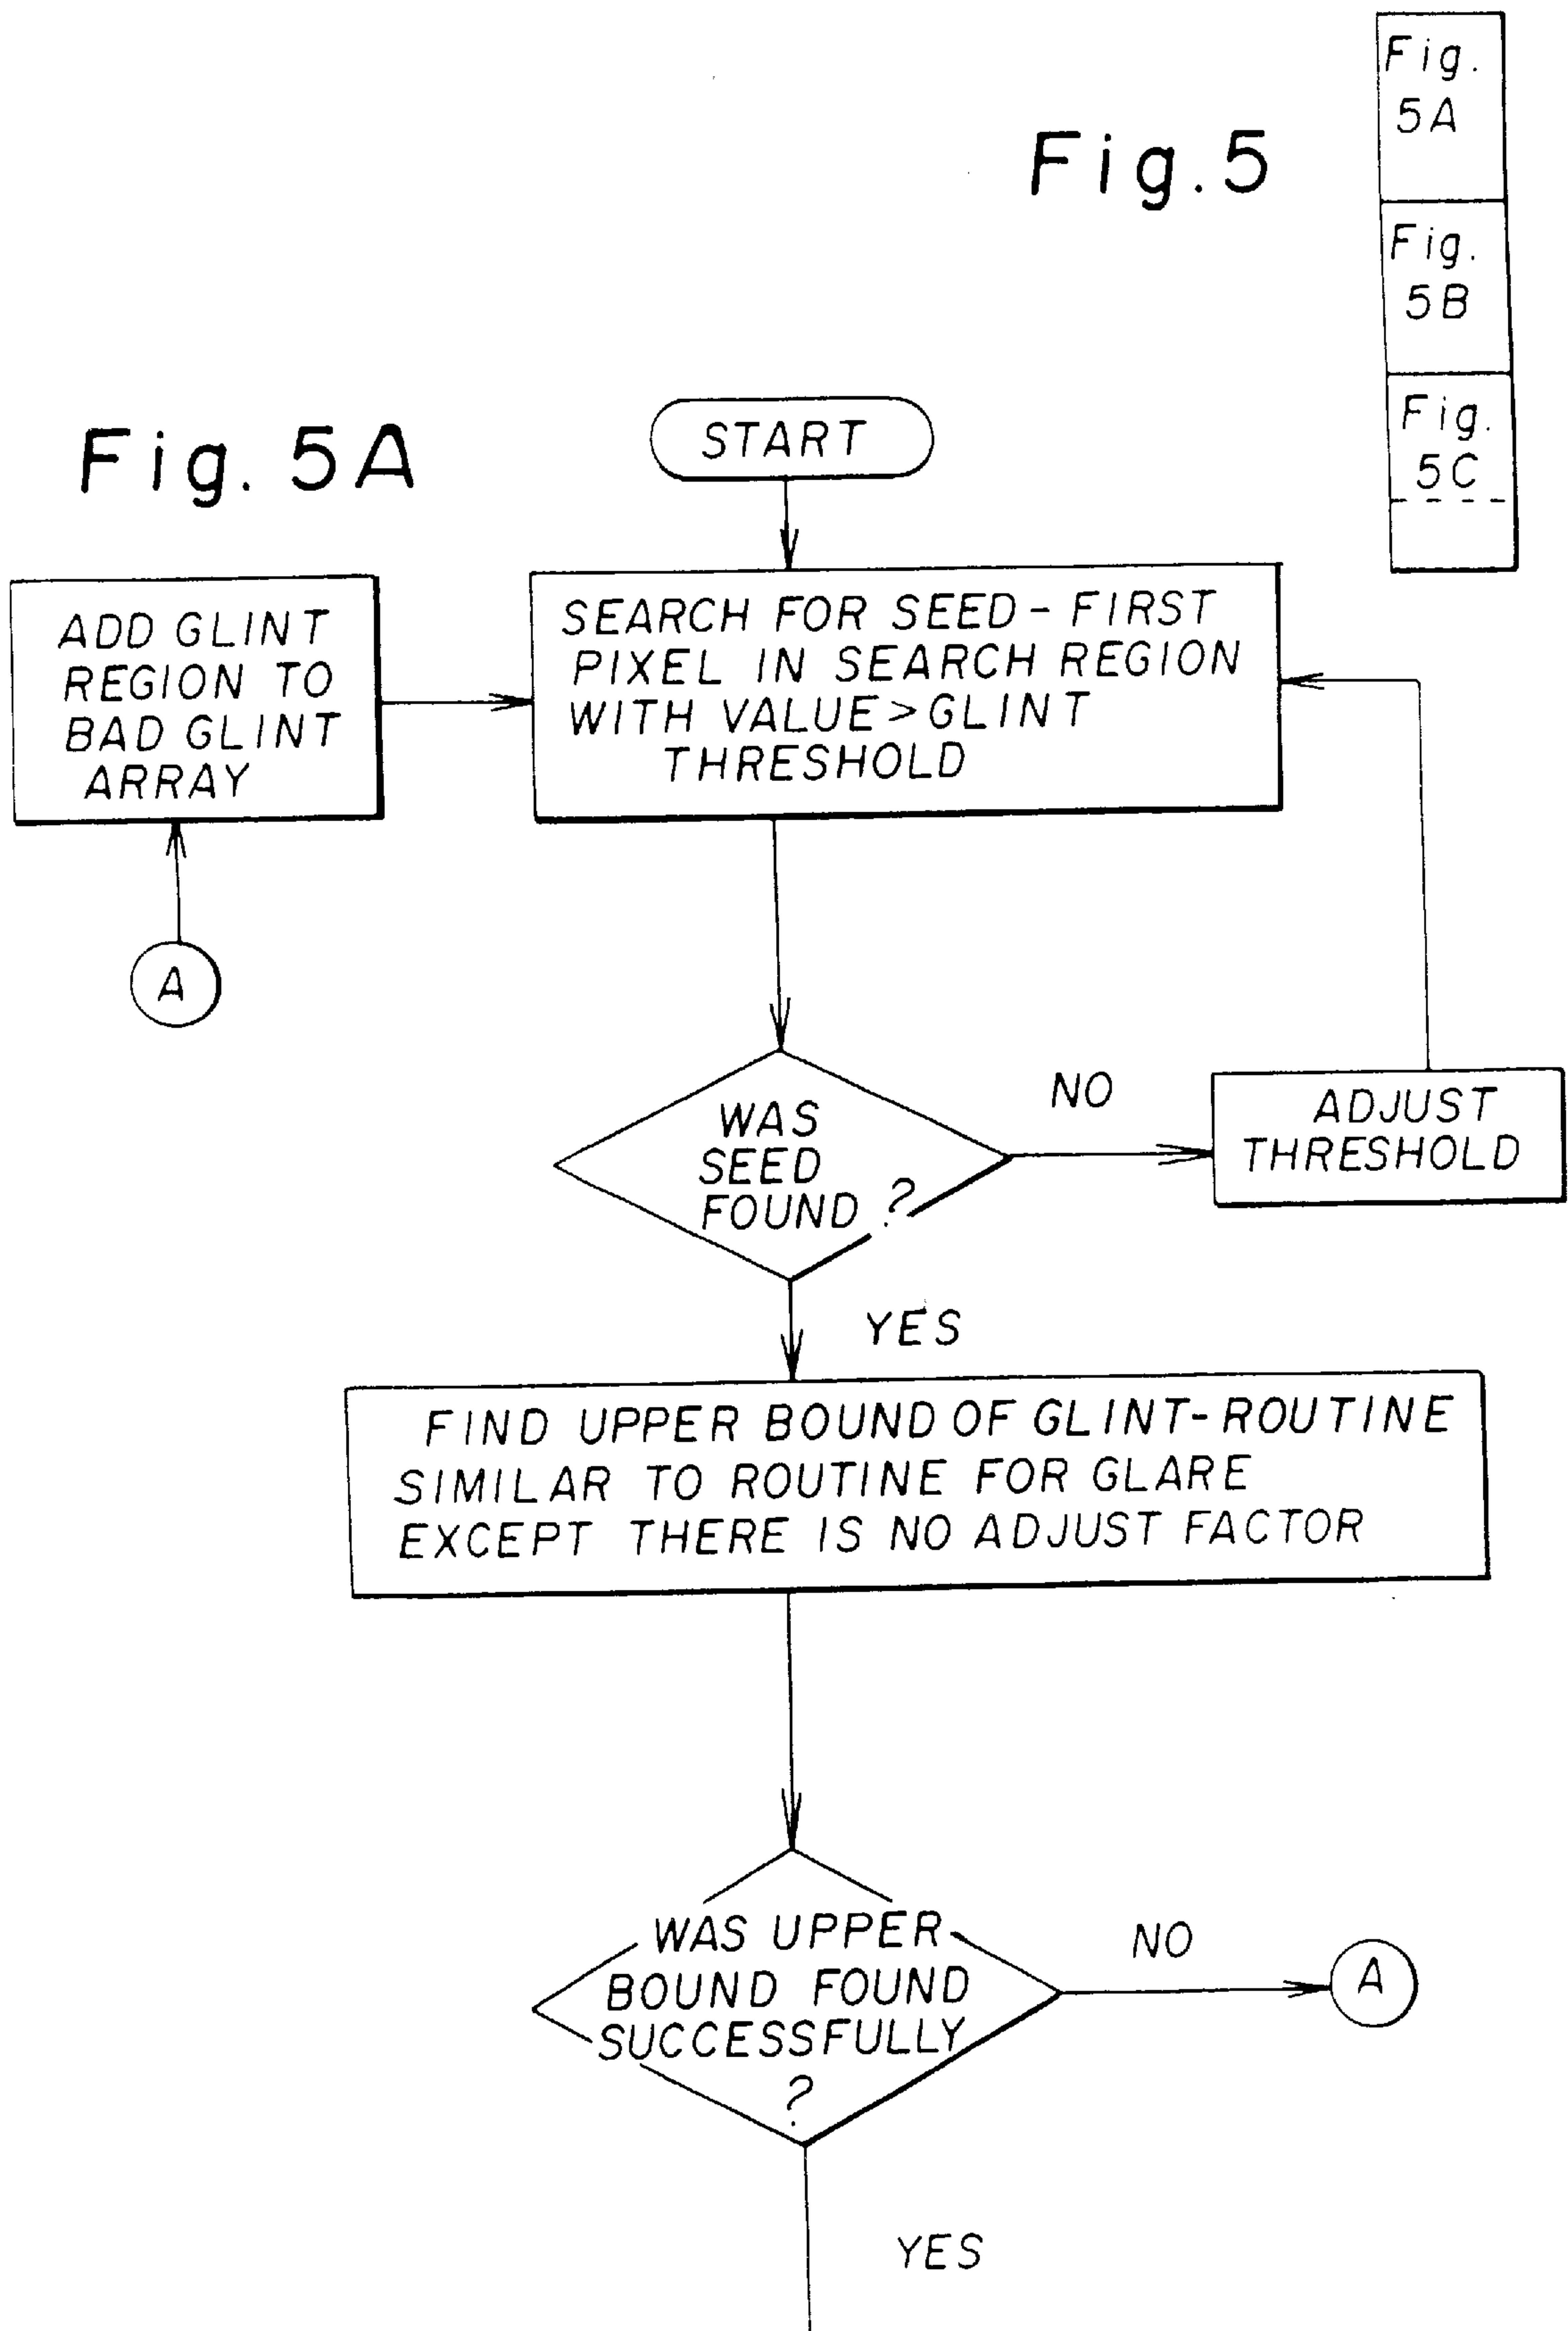 Fig.
5A
Fig. 5
Fig.
5B
Fig.
5C
Fig. 5A
START
ADD GLINT
REGION TO
BAD GLINT
ARRAY
SEARCH FOR SEED - FIRST
PIXEL IN SEARCH REGION
WITH VALUE > GLINT
THRESHOLD
A
WAS
SEED
FOUND ?
NO
ADJUST
THRESHOLD
YES
FIND UPPER BOUND OF GLINT-ROUTINE
SIMILAR TO ROUTINE FOR GLARE
EXCEPT THERE IS NO ADJUST FACTOR
WAS UPPER
BOUND FOUND
SUCCESSFULLY
?
NO
A
YES